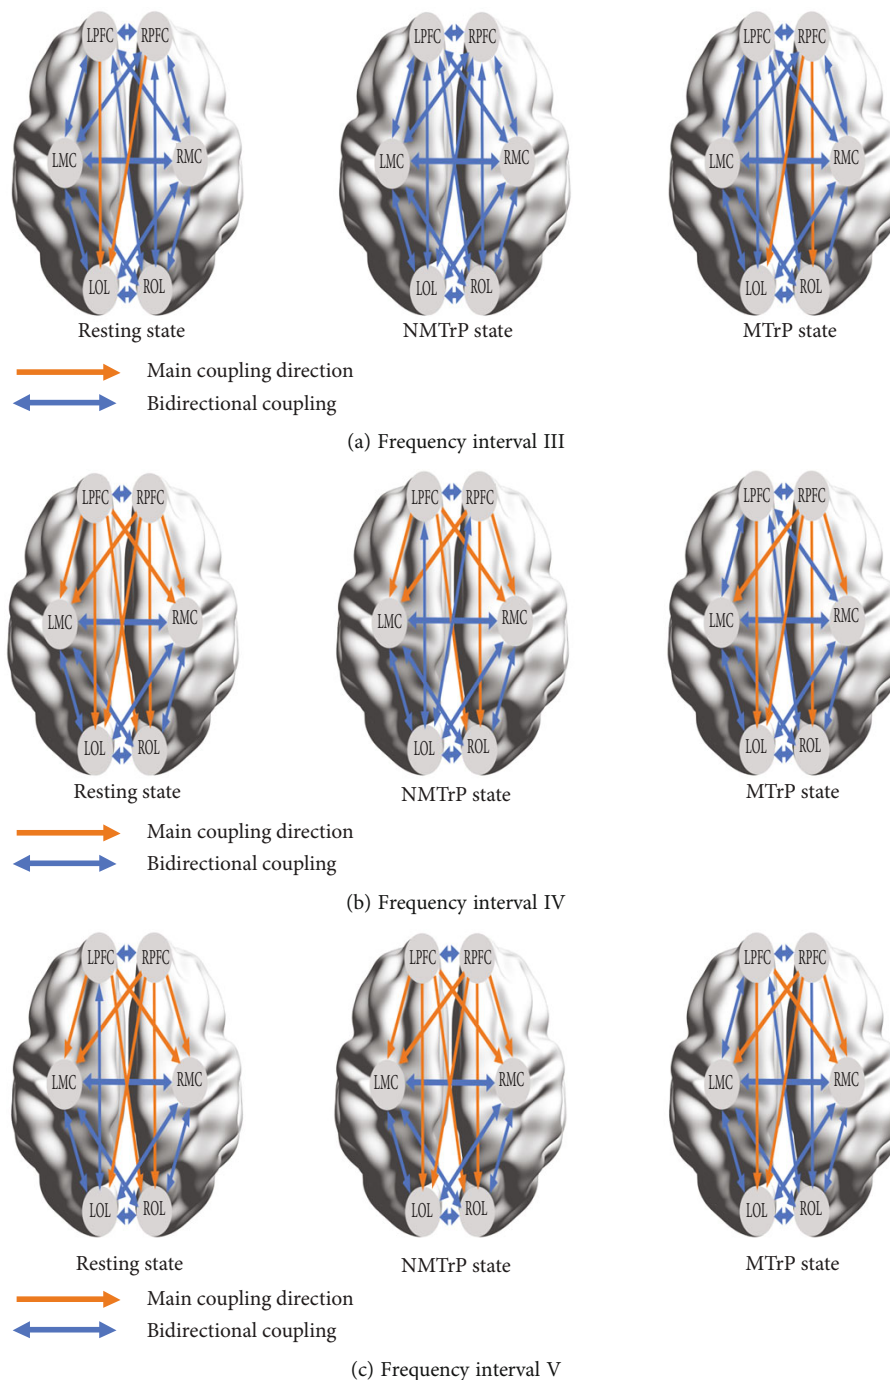 LPFC RPFC LPFC RPFC LPFC RPFC
LMC RMC LMC RMC LMC RMC
LOL ROL LOL ROL LOL ROL
Resting state NMTrP state MTrP state
Main coupling direction
Bidirectional coupling
(a) Frequency interval III
LPFC RPFC LPFC RPFC LPFC RPFC
LMC RMC LMC RMC LMC RMC
LOL ROL LOL ROL LOL ROL
Resting state NMTrP state MTrP state
Main coupling direction
Bidirectional coupling
(b) Frequency interval IV
LPFC RPFC LPFC RPFC LPFC RPFC
LMC RMC LMC RMC LMC RMC
LOL ROL LOL ROL LOL ROL
Resting state NMTrP state MTrP state
Main coupling direction
Bidirectional coupling
(c) Frequency interval V